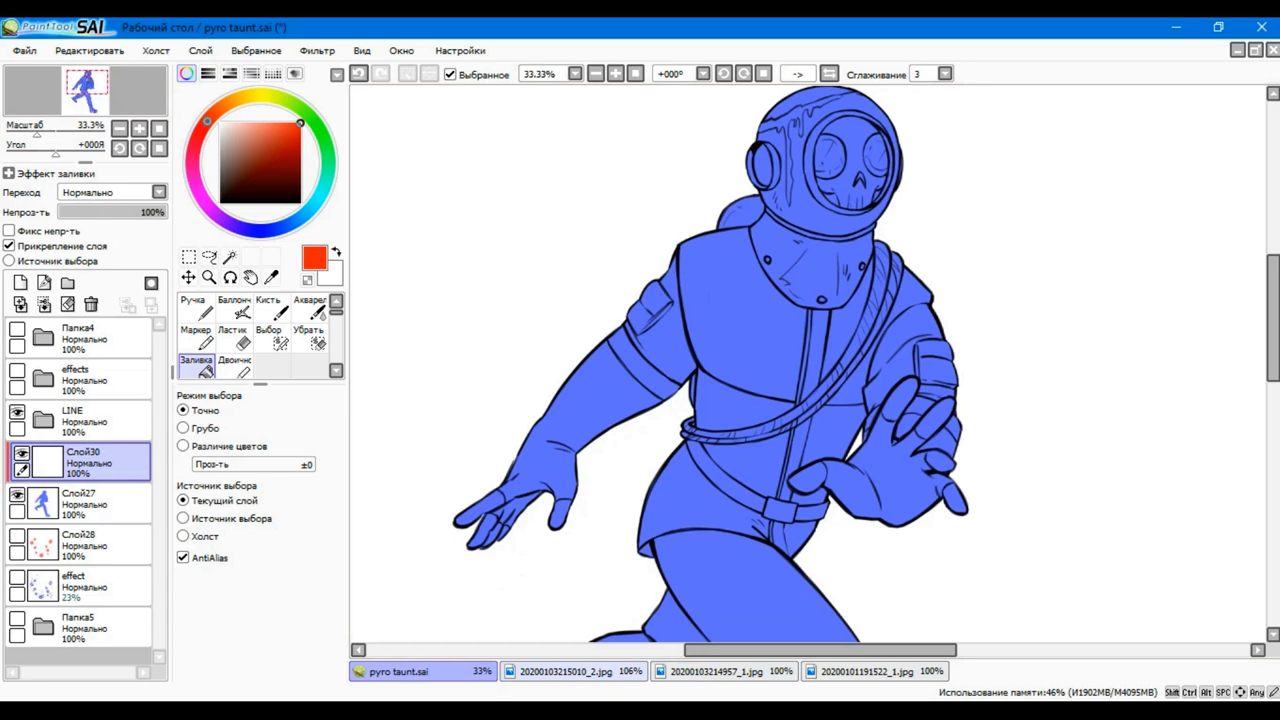 PaintTool SAI Рабочий стол / pyro taunt.sai (*)
Файл Редактировать Холст Слой Выбранное Фильтр Вид Окно Настройки
Выбранное 33.33% +000° -> Сглаживание 3
Масштаб 33.3%
Угол +000Я
Эффект заливки
Переход Нормально
Непроз-ть 100%
Фикс непр-ть
Прикрепление слоя
Источник выбора
Папка4
Нормально
100%
effects
Нормально
100%
LINE
Нормально
100%
Слой30
Нормально
100%
Слой27
Нормально
100%
Слой28
Нормально
100%
effect
Нормально
23%
Папка5
Нормально
100%
Ручка Баллонч Кисть Акварел
Маркер Ластик Выбор Убрать
Заливка Двоичнс
Режим выбора
Точно
Грубо
Различие цветов
Проз-ть ±0
Источник выбора
Текущий слой
Источник выбора
Холст
AntiAlias
pyro taunt.sai 33% 20200103215010_2.jpg 106% 20200103214957_1.jpg 100% 20200101191522_1.jpg 100%
Использование памяти:46% (И1902MB/M4095MB) Shift Ctrl Alt SPC Any